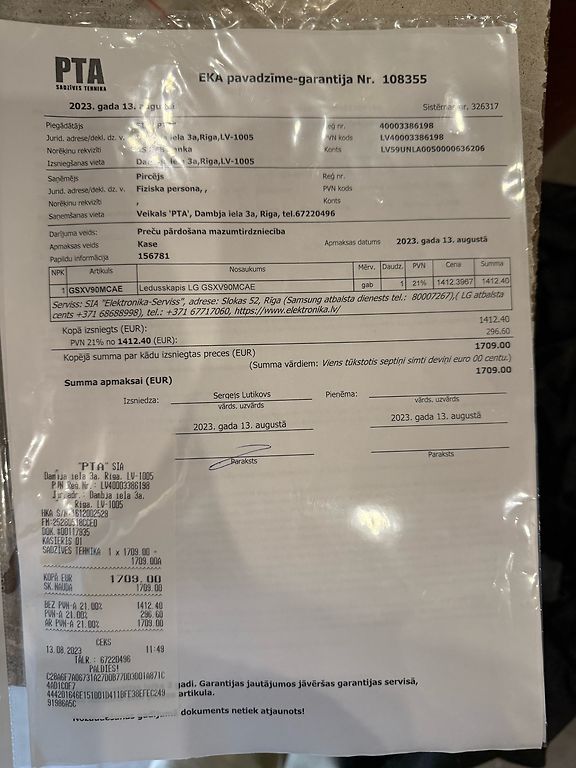 PTA
SADZĪVES TEHNIKA
EKA pavadzīme-garantija Nr. 108355
2023. gada 13. augustā
Sistēmas nr. 326317
Piegādātājs Reģ nr. 40003386198
Jurid. adrese/dekl. dz. v. iela 3a,Riga,LV-1005 PVN kods LV40003386198
Norēķinu rekvizīti Konts LV59UNLA0050000636206
Izsniegšanas vieta iela 3a,Riga,LV-1005
Saņēmējs Pircējs Reģ nr.
Jurid. adrese/dekl. dz. v. Fiziska persona, , PVN kods
Norēķinu rekvizīti , Konts
Saņemšanas vieta Veikals 'PTA', Dambja iela 3a, Riga, tel.67220496
Darījuma veids: Preču pārdošana mazumtirdzniecība
Apmaksas veids Kase Apmaksas datums 2023. gada 13. augustā
Papildu informācija 156781
NPK Artikuls Nosaukums Mērv. Daudz. PVN Cena Summa
1 GSXV90MCAE Ledusskapis LG GSXV90MCAE gab 1 21% 1412.3967 1412.40
Serviss: SIA "Elektronika-Serviss", adrese: Slokas 52, Rīga (Samsung atbalsta dienests tel.: 80007267),( LG atbalsta
cents +371 68688998), tel.: +371 67717060, https://www.elektronika.lv/
Kopā izsniegts (EUR): 1412.40
PVN 21% no 1412.40 (EUR): 296.60
Kopējā summa par kādu izsniegtas preces (EUR) 1709.00
(Summa vārdiem: Viens tūkstotis septiņi simti deviņi euro 00 centu.)
Summa apmaksai (EUR) 1709.00
Izsniedza: Sergejs Lutikovs Pieņēma:
vārds. uzvārds vārds. uzvārds
2023. gada 13. augustā 2023. gada 13. augustā
Paraksts Paraksts
"PTA" SIA
Dambja iela 3a, Riga, LV-1005
PVN Reģ.Nr.: LV40003386198
Jur.adr.: Dambja iela 3a,
Riga, LV-1005
KASIERIS 01
SADZĪVES TEHNIKA 1 x 1709.00 =
1709.00A
KOPĀ EUR 1709.00
SK.NAUDA 1709.00
BEZ PVN-A 21.00% 1412.40
PVN-A 21.00% 296.60
AR PVN-A 21.00% 1709.00
ČEKS
13.08.2023 11:49
TĀLR.: 67220496
PALDIES!
gadi. Garantijas jautājumos jāvēršas garantijas servisā,
artikula.
dokuments netiek atjaunots!